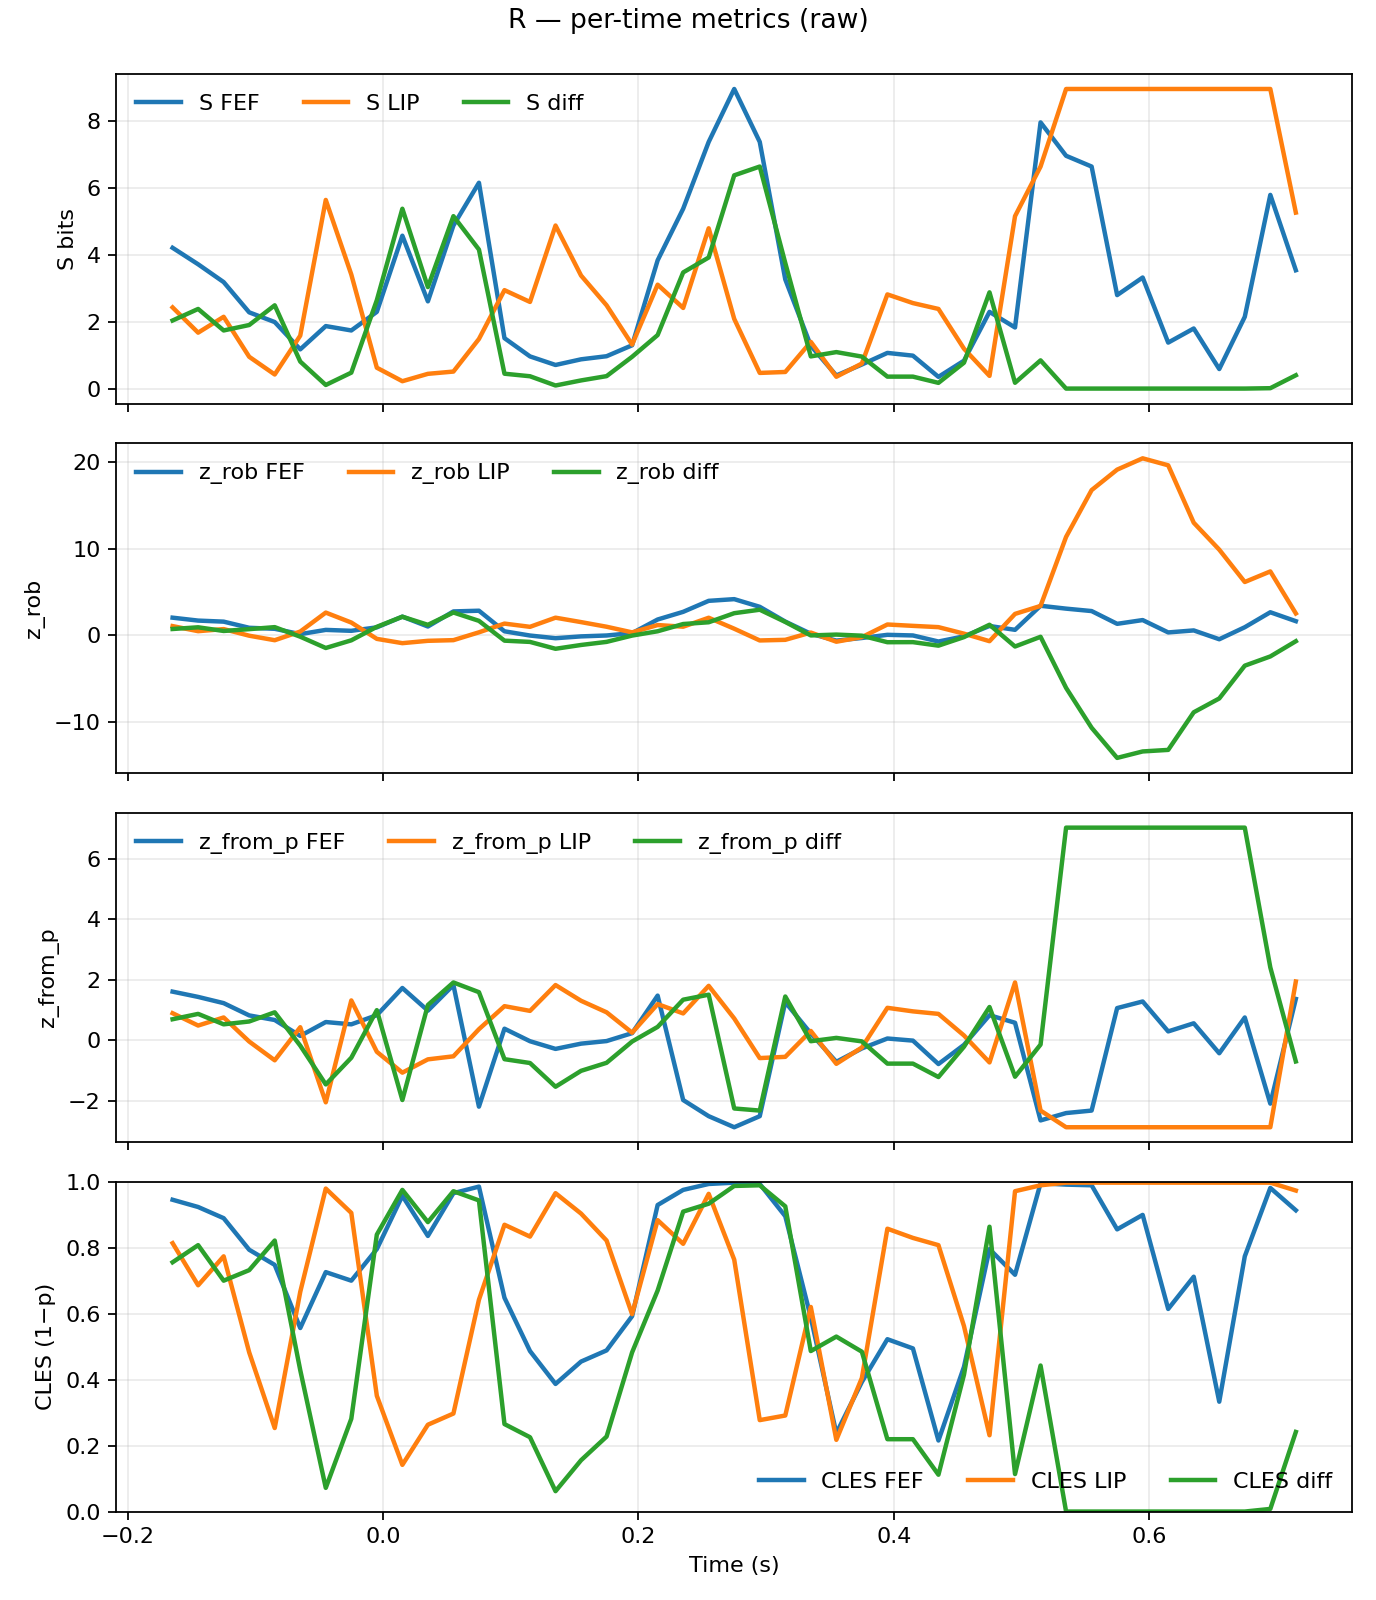 R — per-time metrics (raw)
S FEF S LIP S diff
8
6
4
2
0
S bits
z_rob FEF z_rob LIP z_rob diff
20
10
0
−10
z_rob
z_from_p FEF z_from_p LIP z_from_p diff
6
4
2
0
−2
z_from_p
1.0
0.8
0.6
0.4
0.2
0.0
CLES (1−p)
CLES FEF CLES LIP CLES diff
−0.2 0.0 0.2 0.4 0.6
Time (s)